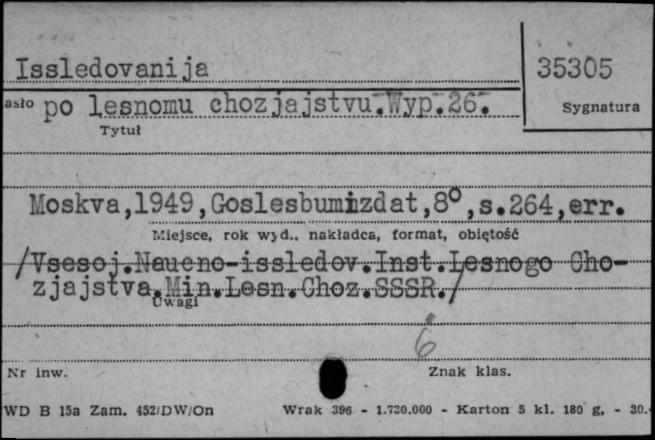 Issledovanija
35305
asło po lesnomu chozjajstvu.Wyp.26.
Sygnatura
Tytuł
Moskva,1949,Goslesbumizdat,8°,s.264,err.
Miejsce, rok wyd., nakładca, format, objętość
/Vsesoj.Naucno-issledov.Inst.Lesnogo Cho-
zjajstva.Min.Lesn.Choz.SSSR./
Uwagi
6
Nr inw.
Znak klas.
WD B 15a Zam. 452/DW/On
Wrak 396 - 1.720.000 - Karton 5 kl. 180 g. - 30.